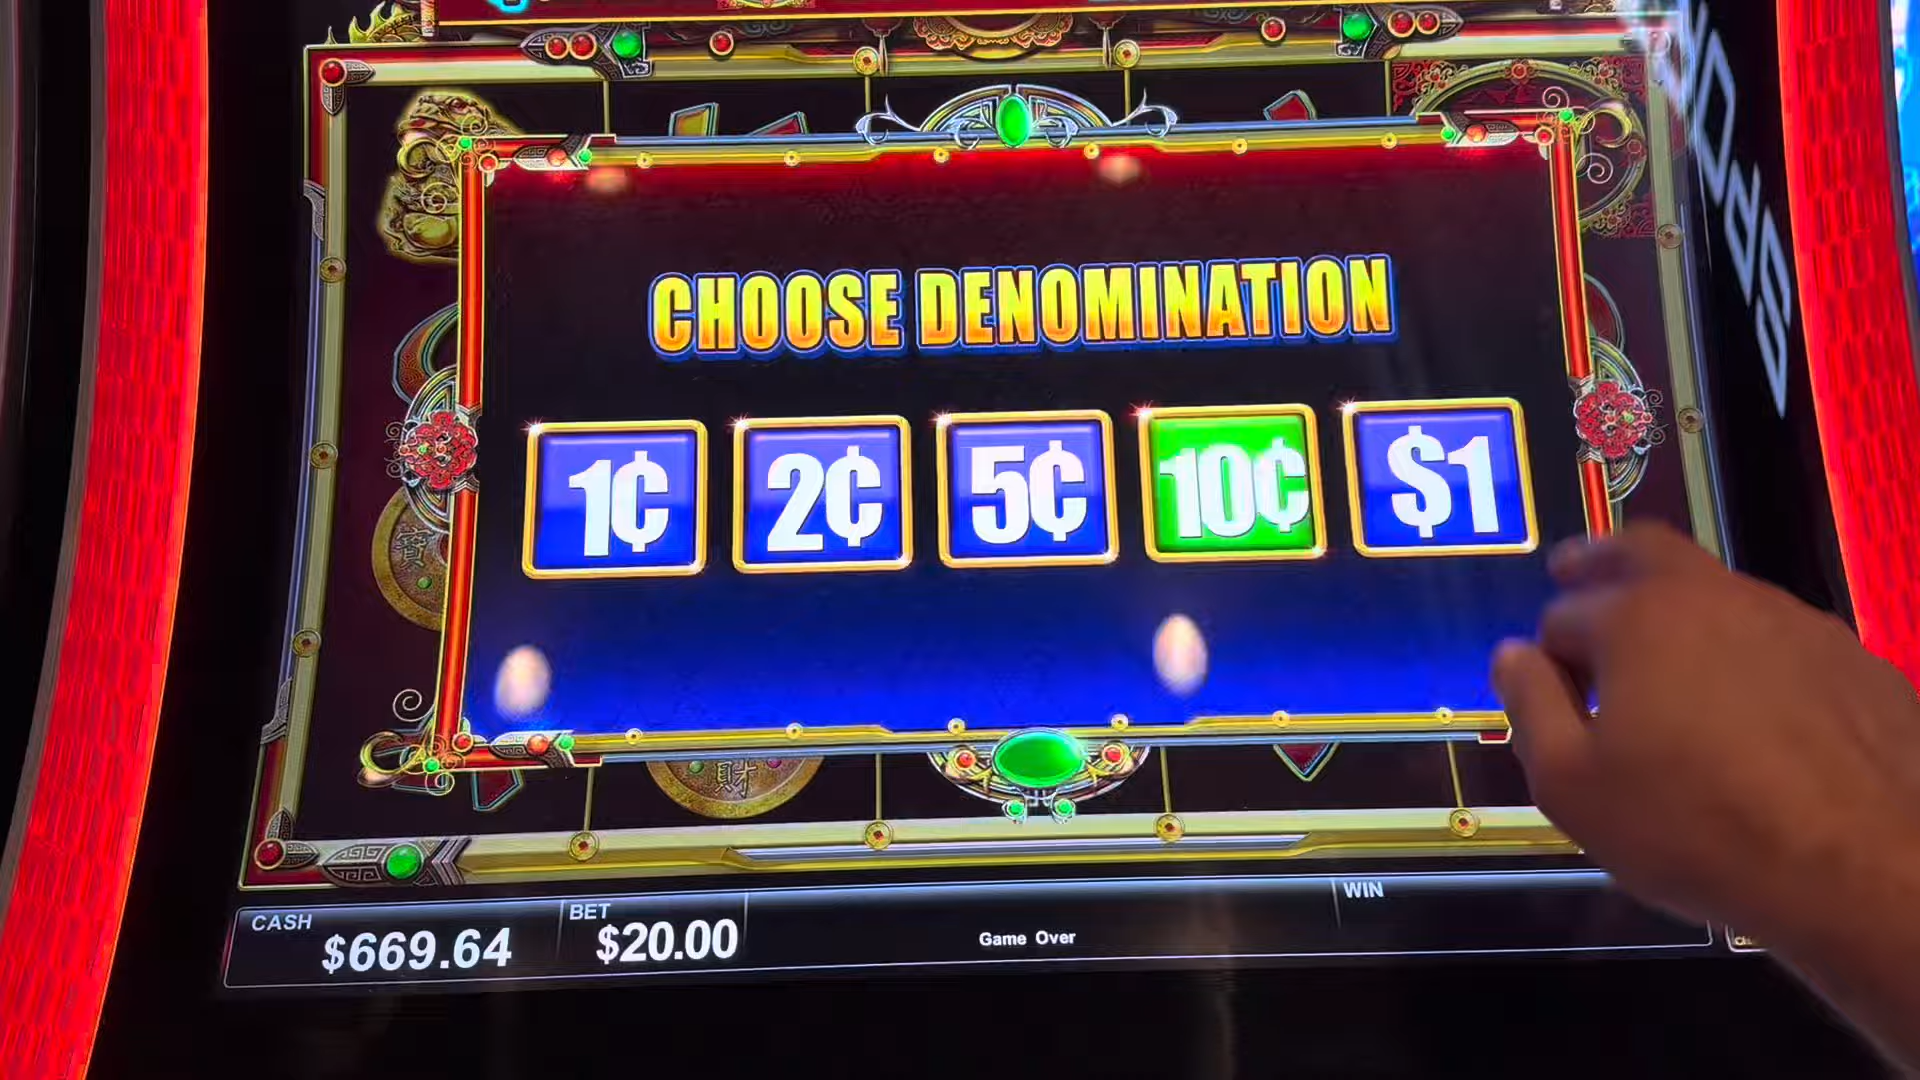 CHOOSE DENOMINATION
1¢ 2¢ 5¢ 10¢ $1
CASH $669.64 BET $20.00 Game Over WIN